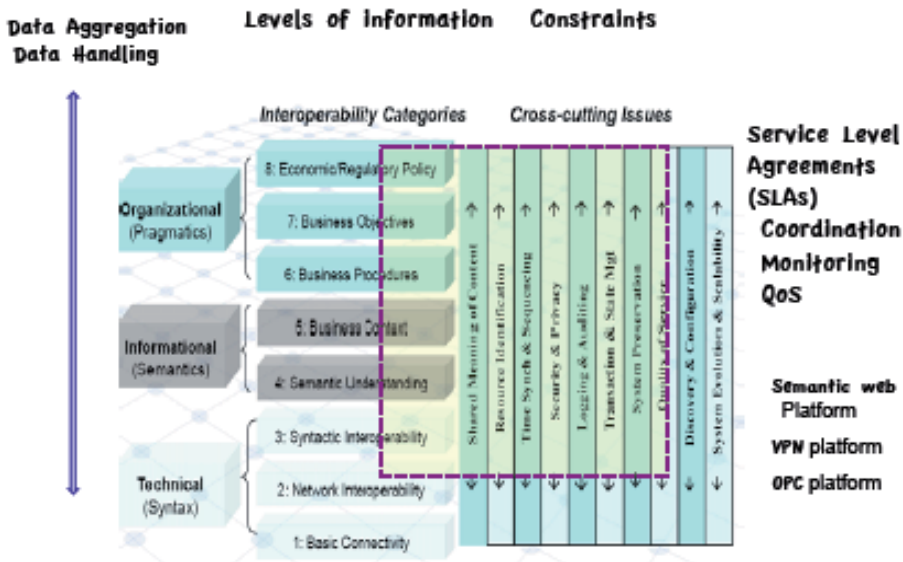 Data Aggregation
Data Handling
Levels of Information Constraints
Interoperability Categories
Cross-cutting Issues
Organizational
(Pragmatics)
8: Economic/Regulatory Policy
7: Business Objectives
6: Business Procedures
Informational
(Semantics)
5: Business Content
4: Semantic Understanding
Technical
(Syntax)
3: Syntactic Interoperability
2: Network Interoperability
1: Basic Connectivity
Shared Meaning of Content
Resource Identification
Time Synch & Sequencing
Security & Privacy
Logging & Auditing
Transaction & State Mgt
System Preservation
Quality of Service
Discovery & Configuration
System Evolution & Scalability
Service Level
Agreements
(SLAs)
Coordination
Monitoring
QoS
Semantic web
Platform
VPN platform
OPC platform